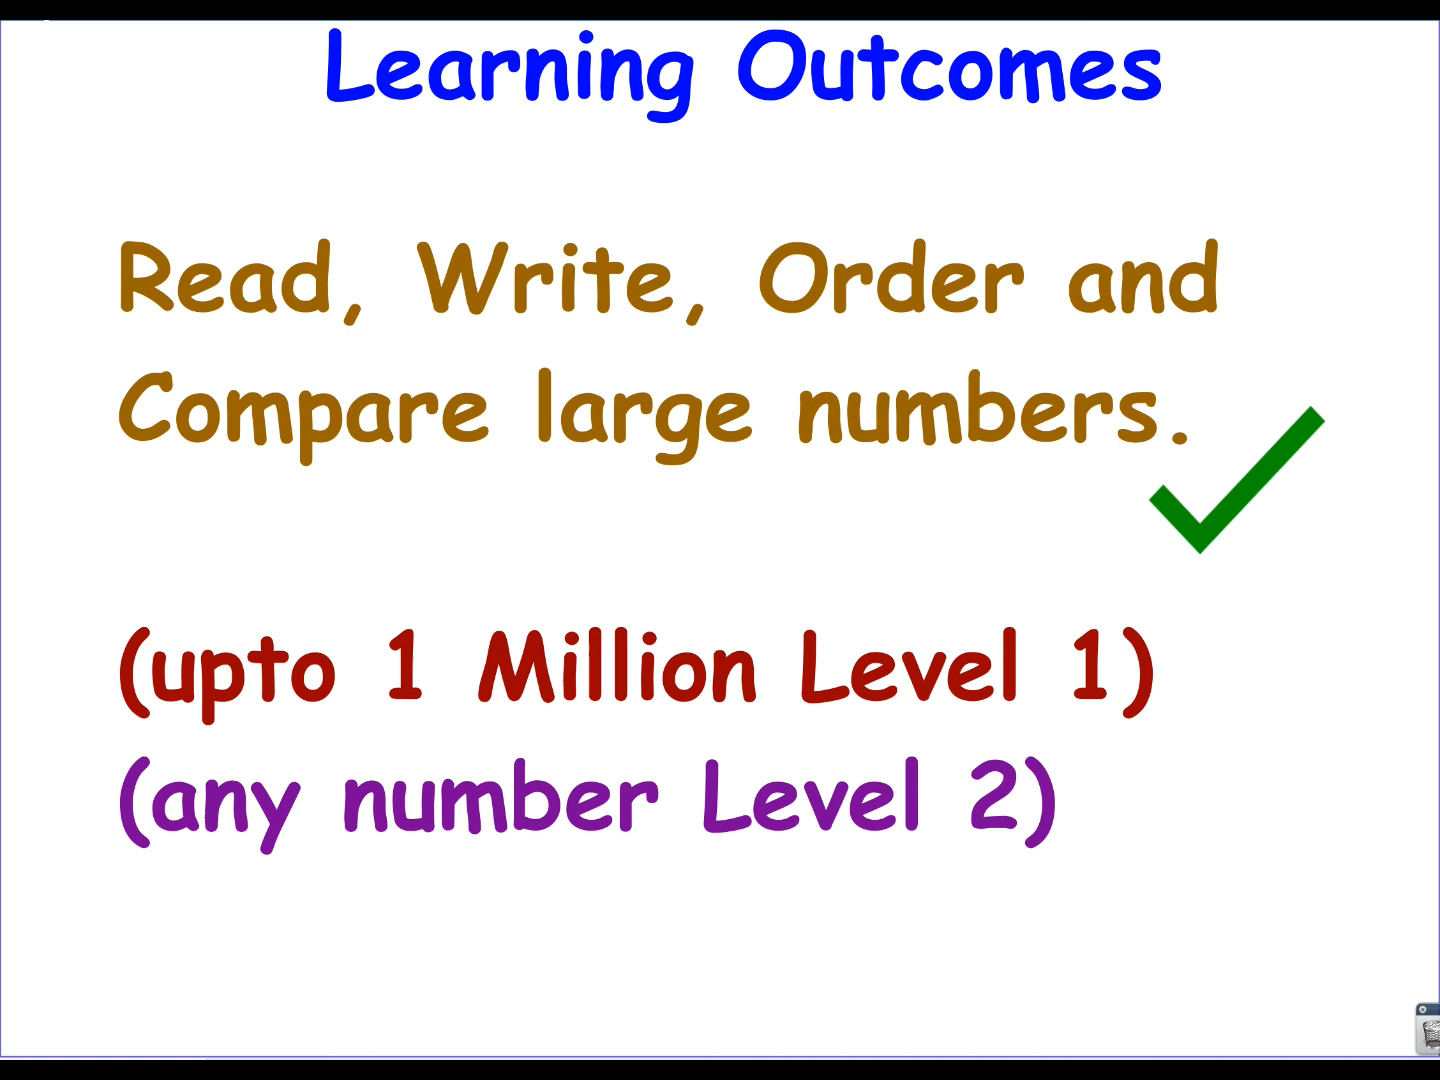 Learning Outcomes
Read, Write, Order and
Compare large numbers.
(upto 1 Million Level 1)
(any number Level 2)